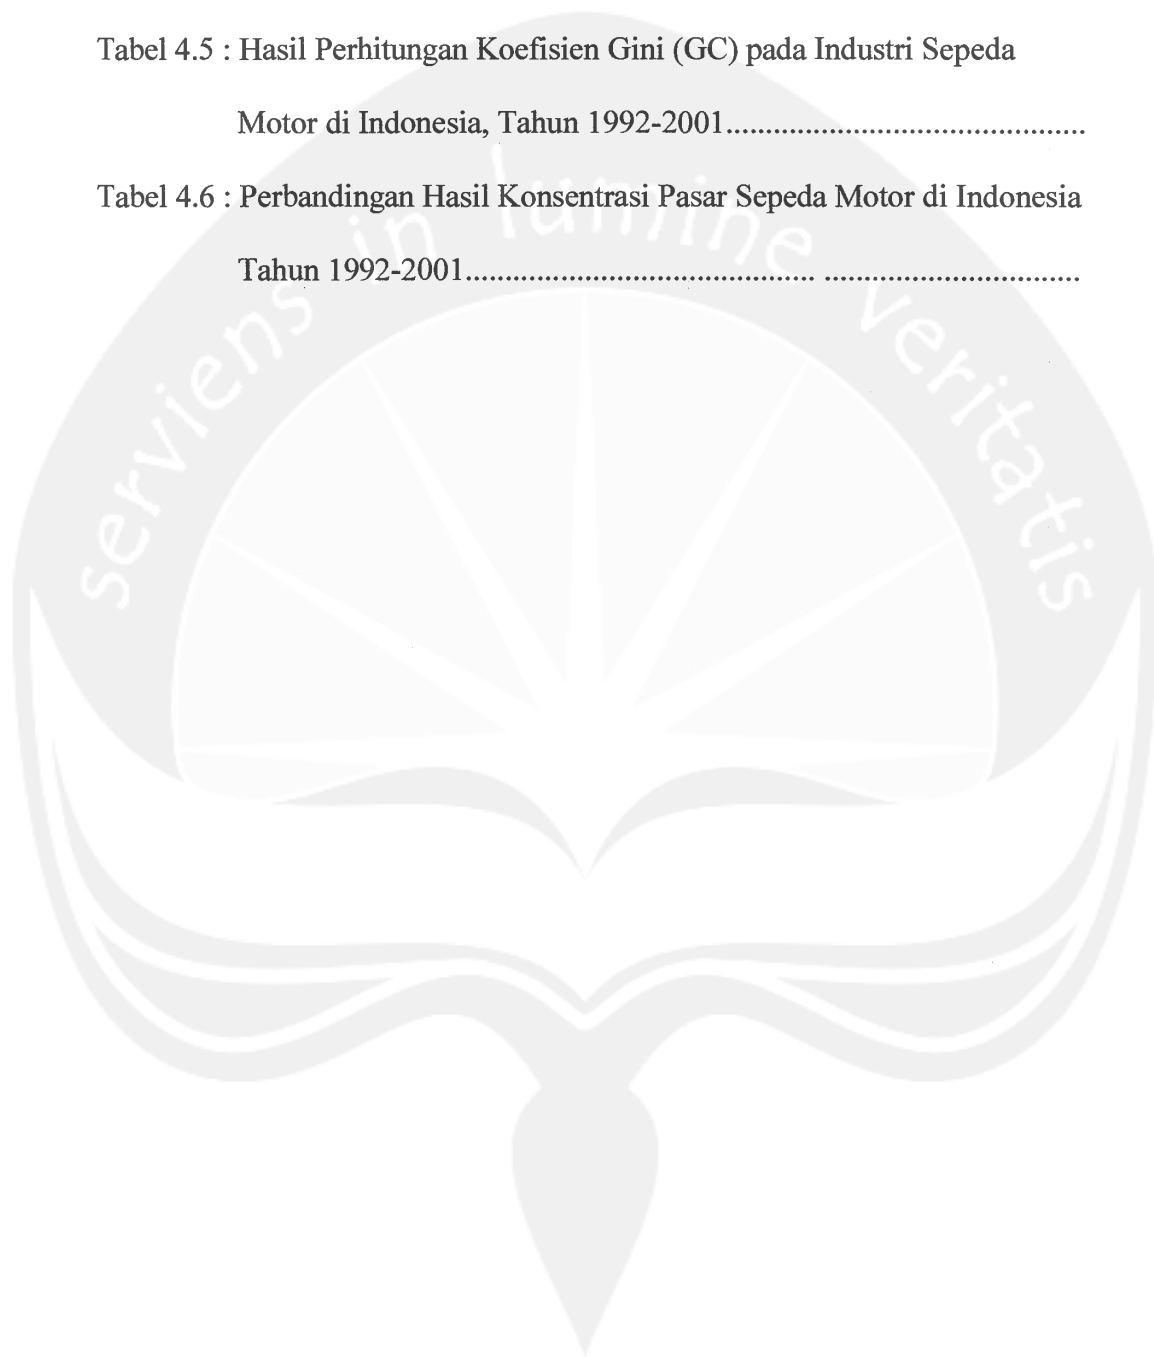 Tabel 4.5 : Hasil Perhitungan Koefisien Gini (GC) pada Industri Sepeda
Motor di Indonesia, Tahun 1992-2001.............................................
Tabel 4.6 : Perbandingan Hasil Konsentrasi Pasar Sepeda Motor di Indonesia
Tahun 1992-2001............................................ ................................
serviens in lumine veritatis